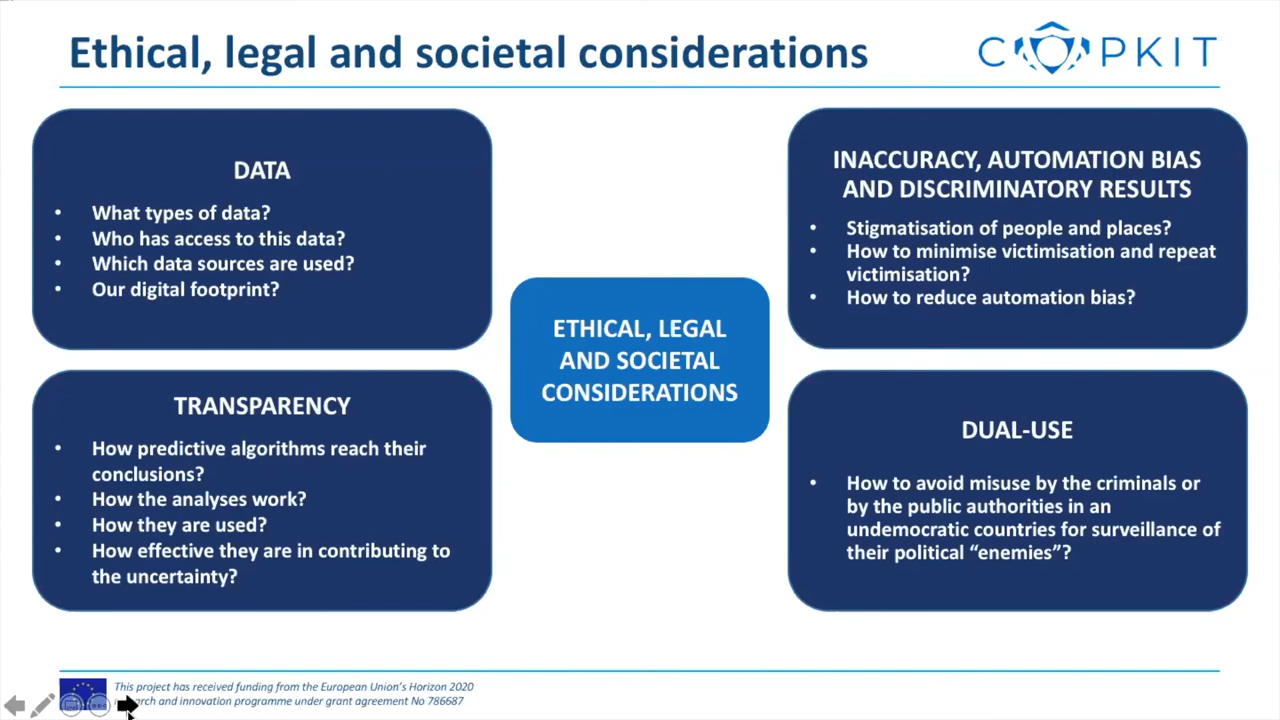 Ethical, legal and societal considerations
COPKIT
DATA
• What types of data?
• Who has access to this data?
• Which data sources are used?
• Our digital footprint?
INACCURACY, AUTOMATION BIAS
AND DISCRIMINATORY RESULTS
• Stigmatisation of people and places?
• How to minimise victimisation and repeat
victimisation?
• How to reduce automation bias?
ETHICAL, LEGAL
AND SOCIETAL
CONSIDERATIONS
TRANSPARENCY
• How predictive algorithms reach their
conclusions?
• How the analyses work?
• How they are used?
• How effective they are in contributing to
the uncertainty?
DUAL-USE
• How to avoid misuse by the criminals or
by the public authorities in an
undemocratic countries for surveillance of
their political “enemies”?
This project has received funding from the European Union’s Horizon 2020
and innovation programme under grant agreement No 786687